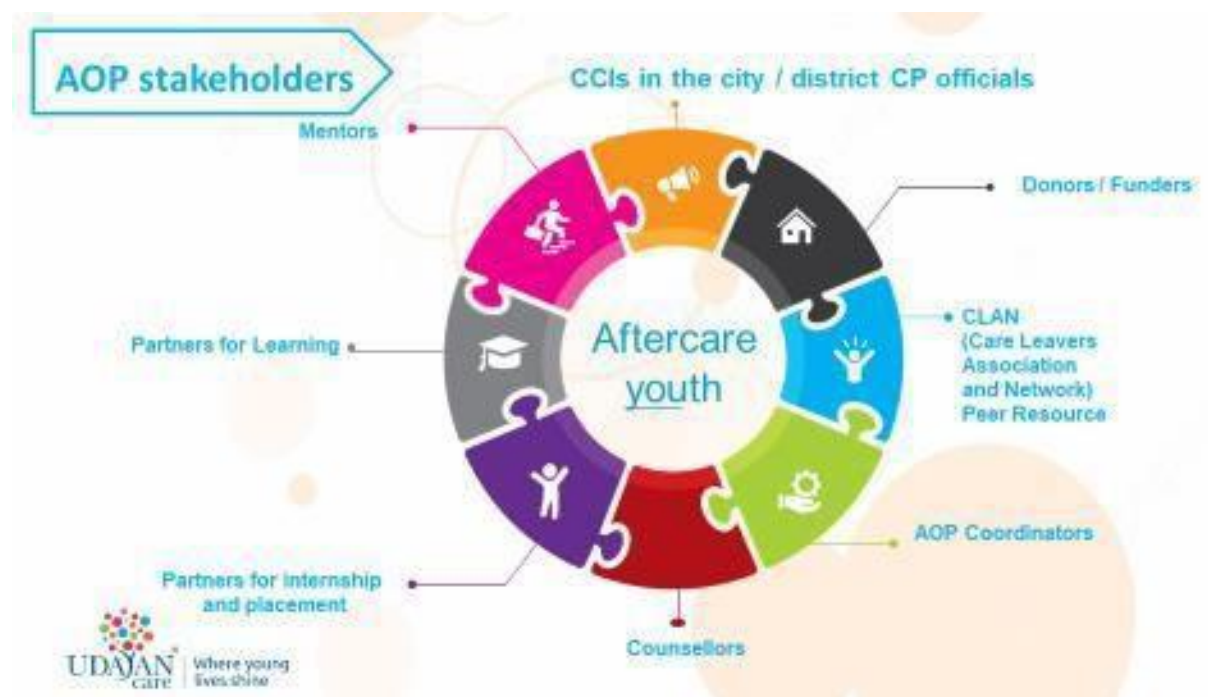 AOP stakeholders
CCIs in the city / district CP officials
Mentors
Donors / Funders
CLAN
(Care Leavers
Association
and Network)
Peer Resource
Partners for Learning
Aftercare
youth
AOP Coordinators
Partners for internship
and placement
Counsellors
UDAYAN
care
Where young
lives shine